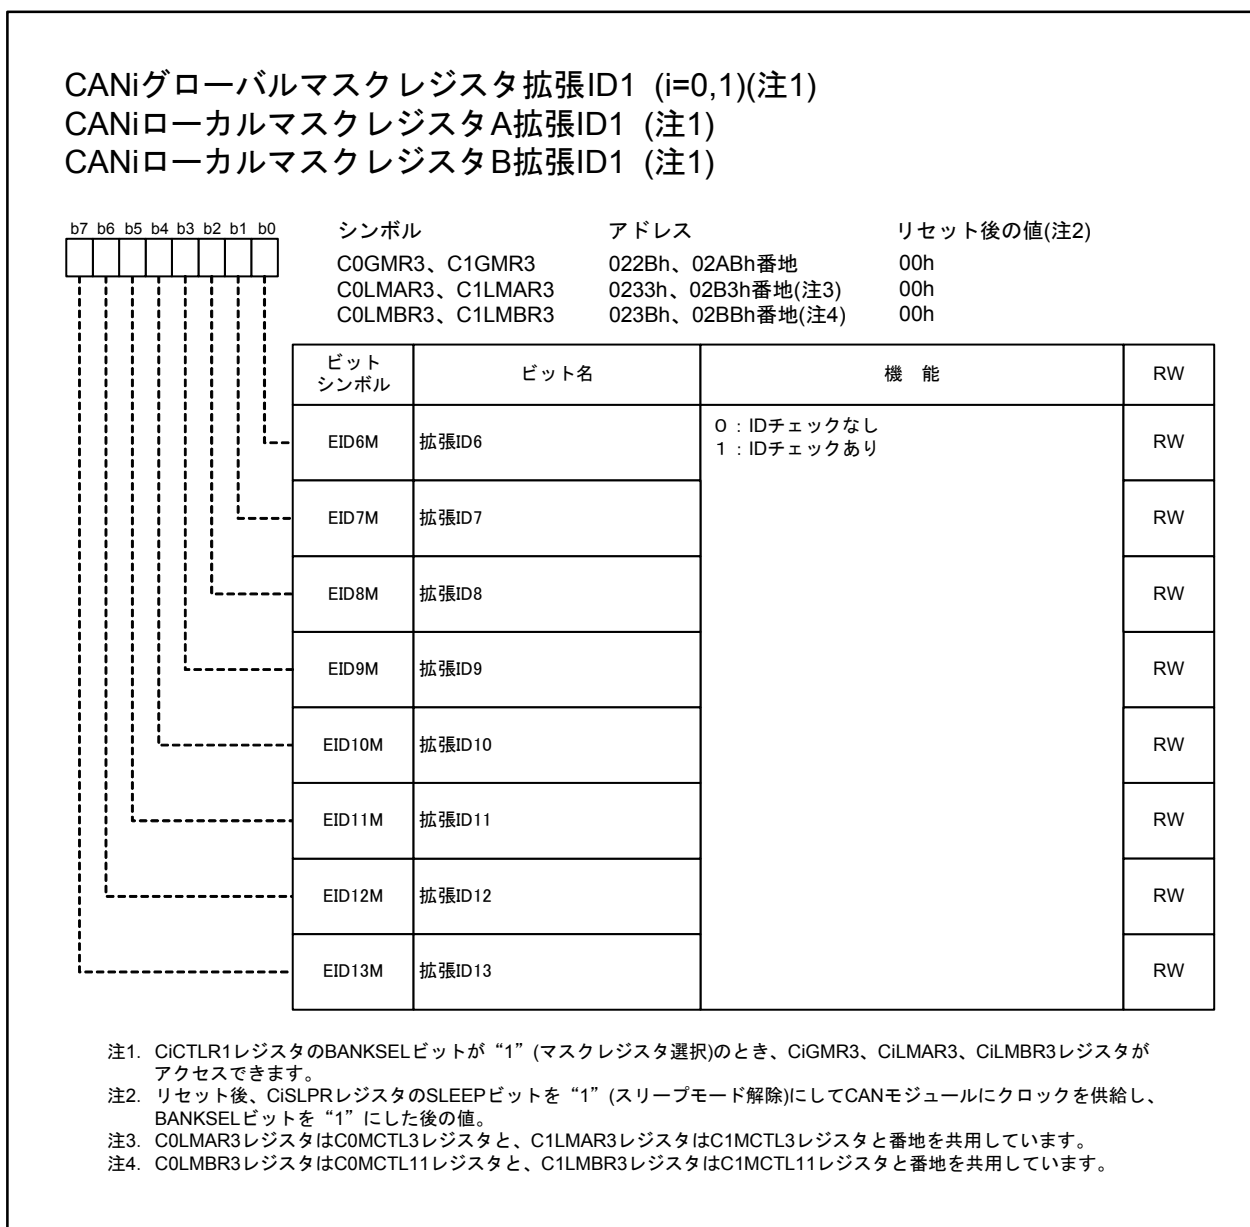 CANiグローバルマスクレジスタ拡張ID1 (i=0,1)(注1)
CANiローカルマスクレジスタA拡張ID1 (注1)
CANiローカルマスクレジスタB拡張ID1 (注1)
b7 b6 b5 b4 b3 b2 b1 b0
シンボル アドレス リセット後の値(注2)
C0GMR3、C1GMR3 022Bh、02ABh番地 00h
C0LMAR3、C1LMAR3 0233h、02B3h番地(注3) 00h
C0LMBR3、C1LMBR3 023Bh、02BBh番地(注4) 00h
ビット
シンボル ビット名 機 能 RW
EID6M 拡張ID6 0:IDチェックなし RW
1:IDチェックあり
EID7M 拡張ID7 RW
EID8M 拡張ID8 RW
EID9M 拡張ID9 RW
EID10M 拡張ID10 RW
EID11M 拡張ID11 RW
EID12M 拡張ID12 RW
EID13M 拡張ID13 RW
注1. CiCTLR1レジスタのBANKSELビットが“1”(マスクレジスタ選択)のとき、CiGMR3、CiLMAR3、CiLMBR3レジスタが
アクセスできます。
注2. リセット後、CiSLPRレジスタのSLEEPビットを“1”(スリープモード解除)にしてCANモジュールにクロックを供給し、
BANKSELビットを“1”にした後の値。
注3. C0LMAR3レジスタはC0MCTL3レジスタと、C1LMAR3レジスタはC1MCTL3レジスタと番地を共用しています。
注4. C0LMBR3レジスタはC0MCTL11レジスタと、C1LMBR3レジスタはC1MCTL11レジスタと番地を共用しています。